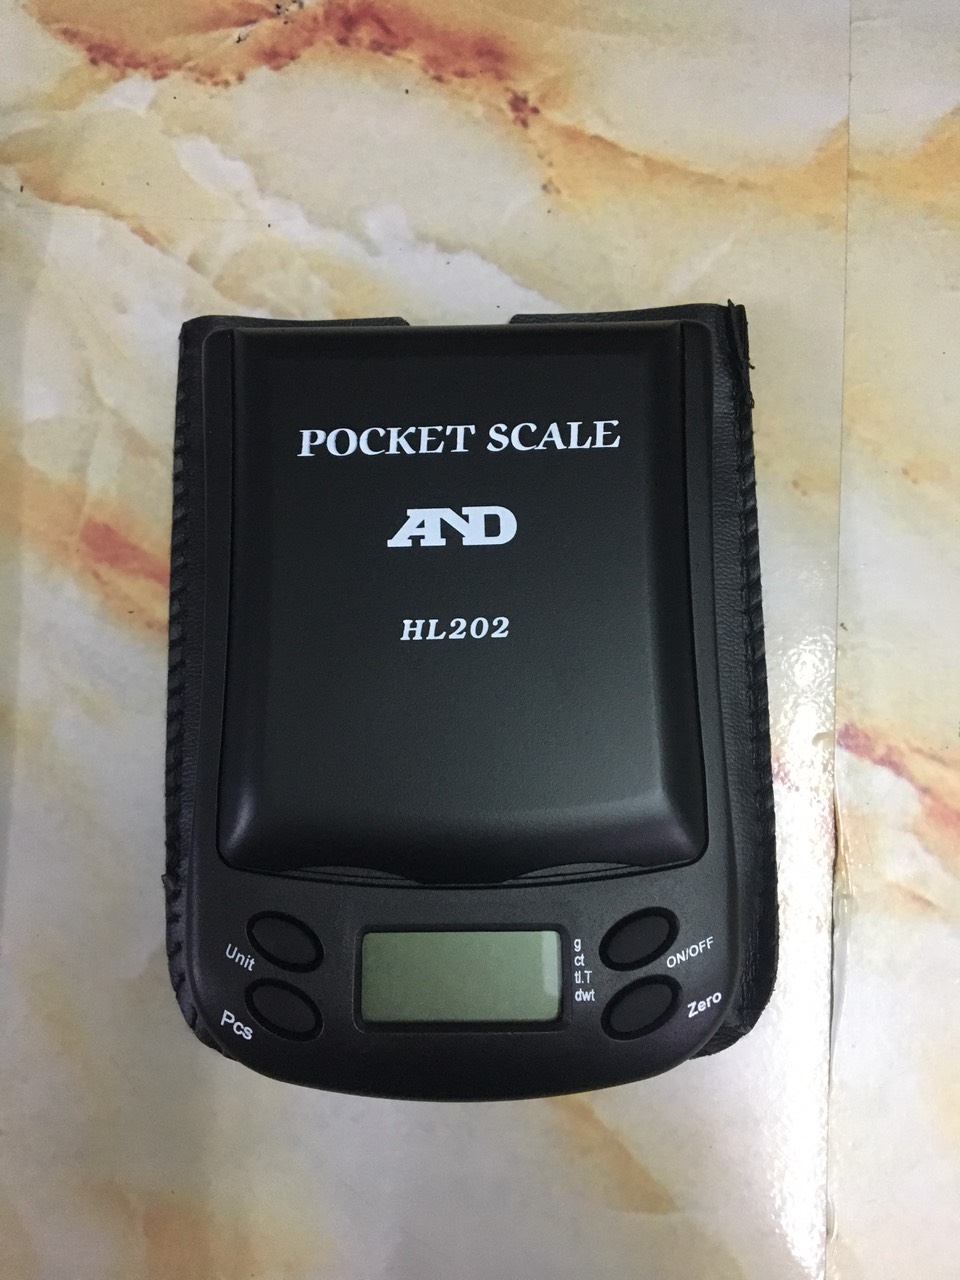 POCKET SCALE
AND
HL202
Unit
Pcs
g
ct
tl.T
dwt
ON/OFF
Zero